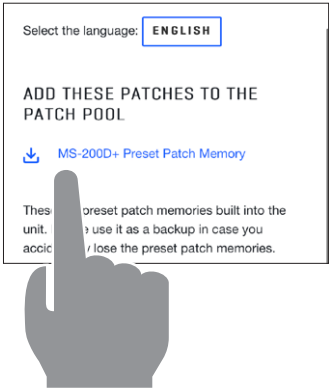 Select the language: ENGLISH
ADD THESE PATCHES TO THE
PATCH POOL
MS-200D+ Preset Patch Memory
These preset patch memories built into the
unit. e use it as a backup in case you
acci y lose the preset patch memories.